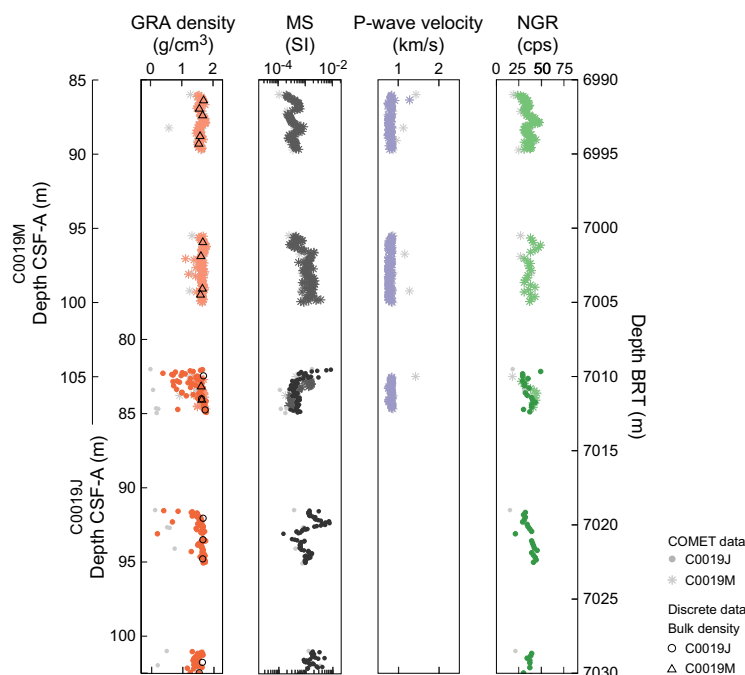 GRA density
(g/cm³)
MS
(SI)
P-wave velocity
(km/s)
NGR
(cps)
0 1 2
10⁻⁴ 10⁻²
1 2
0 25 50 75
C0019M
Depth CSF-A (m)
85
90
95
100
105
C0019J
Depth CSF-A (m)
80
85
90
95
100
Depth BRT (m)
6990
6995
7000
7005
7010
7015
7020
7023
7028
7030
COMET data
C0019J
C0019M
Discrete data
Bulk density
C0019J
C0019M